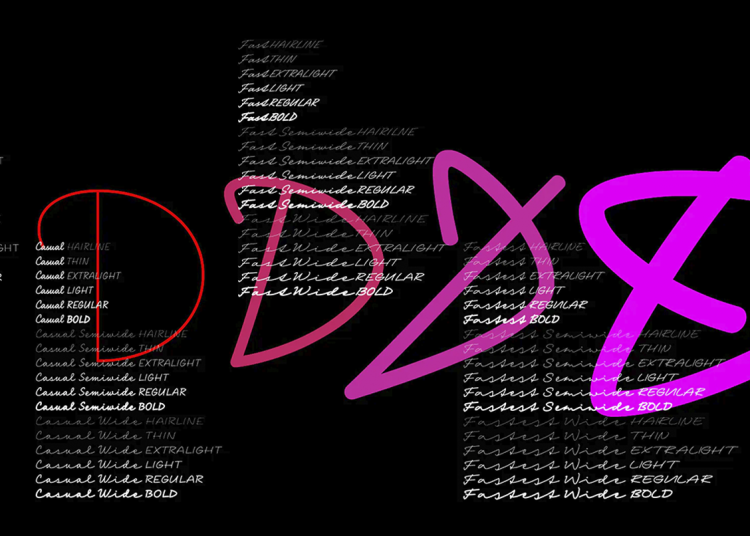 T
E
GHT
R
Casual HAIRLINE
Casual THIN
Casual EXTRALIGHT
Casual LIGHT
Casual REGULAR
Casual BOLD
Casual Semiwide HAIRLINE
Casual Semiwide THIN
Casual Semiwide EXTRALIGHT
Casual Semiwide LIGHT
Casual Semiwide REGULAR
Casual Semiwide BOLD
Casual Wide HAIRLINE
Casual Wide THIN
Casual Wide EXTRALIGHT
Casual Wide LIGHT
Casual Wide REGULAR
Casual Wide BOLD
D
Fast HAIRLINE
Fast THIN
Fast EXTRALIGHT
Fast LIGHT
Fast REGULAR
Fast BOLD
Fast Semiwide HAIRLINE
Fast Semiwide THIN
Fast Semiwide EXTRALIGHT
Fast Semiwide LIGHT
Fast Semiwide REGULAR
Fast Semiwide BOLD
Fast Wide HAIRLINE
Fast Wide THIN
Fast Wide EXTRALIGHT
Fast Wide LIGHT
Fast Wide REGULAR
Fast Wide BOLD
D
D
Fastest HAIRLINE
Fastest THIN
Fastest EXTRALIGHT
Fastest LIGHT
Fastest REGULAR
Fastest BOLD
Fastest Semiwide HAIRLINE
Fastest Semiwide THIN
Fastest Semiwide EXTRALIGHT
Fastest Semiwide LIGHT
Fastest Semiwide REGULAR
Fastest Semiwide BOLD
Fastest Wide HAIRLINE
Fastest Wide THIN
Fastest Wide EXTRALIGHT
Fastest Wide LIGHT
Fastest Wide REGULAR
Fastest Wide BOLD
D